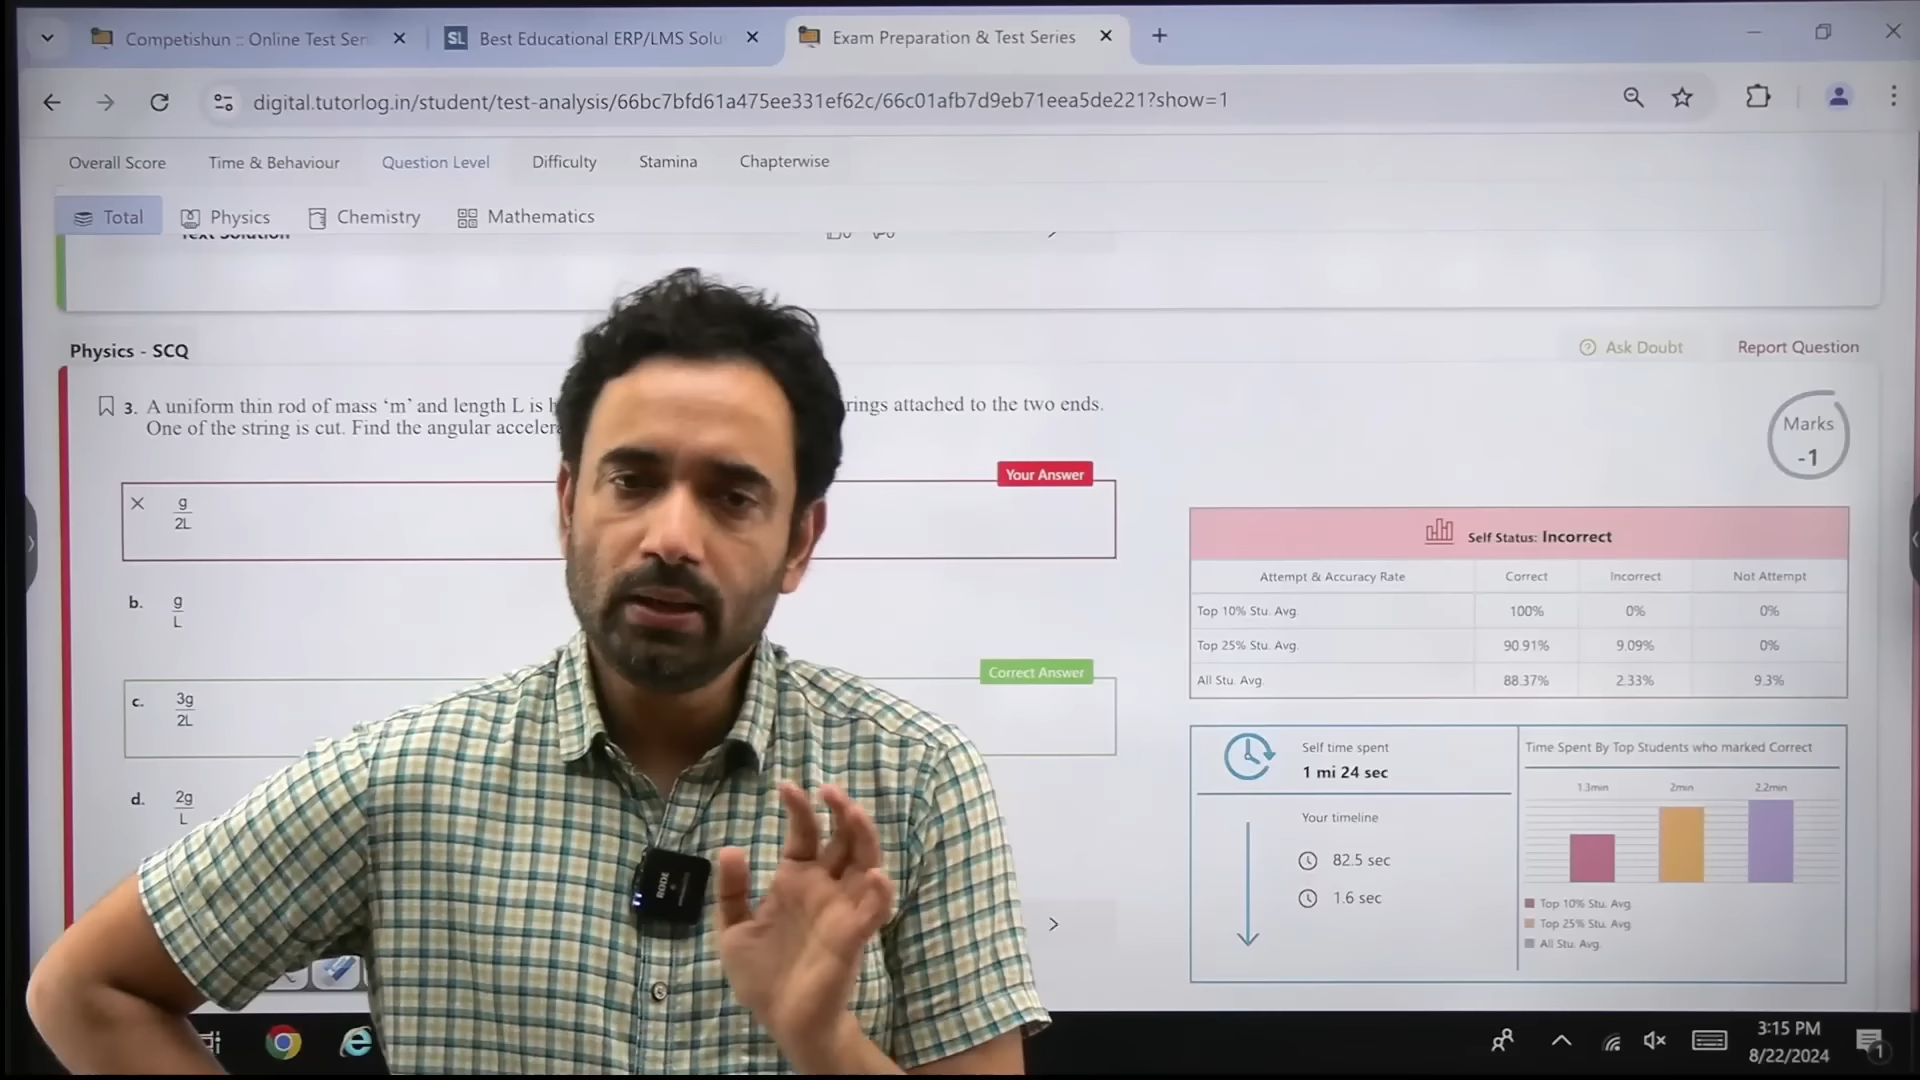 Competishun :: Online Test Ser
SL Best Educational ERP/LMS Solu
Exam Preparation & Test Series
digital.tutorlog.in/student/test-analysis/66bc7bfd61a475ee331ef62c/66c01afb7d9eb71eea5de221?show=1
Overall Score Time & Behaviour Question Level Difficulty Stamina Chapterwise
Total Physics Chemistry Mathematics
Text Solution
Physics - SCQ
Ask Doubt Report Question
3. A uniform thin rod of mass ‘m’ and length L is rings attached to the two ends.
One of the string is cut. Find the angular
Marks
-1
Your Answer
g
2L
b. g
L
Correct Answer
c. 3g
2L
d. 2g
L
Self Status: Incorrect
Attempt & Accuracy Rate Correct Incorrect Not Attempt
Top 10% Stu. Avg. 100% 0% 0%
Top 25% Stu. Avg. 90.91% 9.09% 0%
All Stu. Avg. 88.37% 2.33% 9.3%
Self time spent
1 mi 24 sec
Your timeline
82.5 sec
1.6 sec
Time Spent By Top Students who marked Correct
1.3min 2min 2.2min
Top 10% Stu. Avg.
Top 25% Stu. Avg.
All Stu. Avg.
RODE
3:15 PM
8/22/2024
1